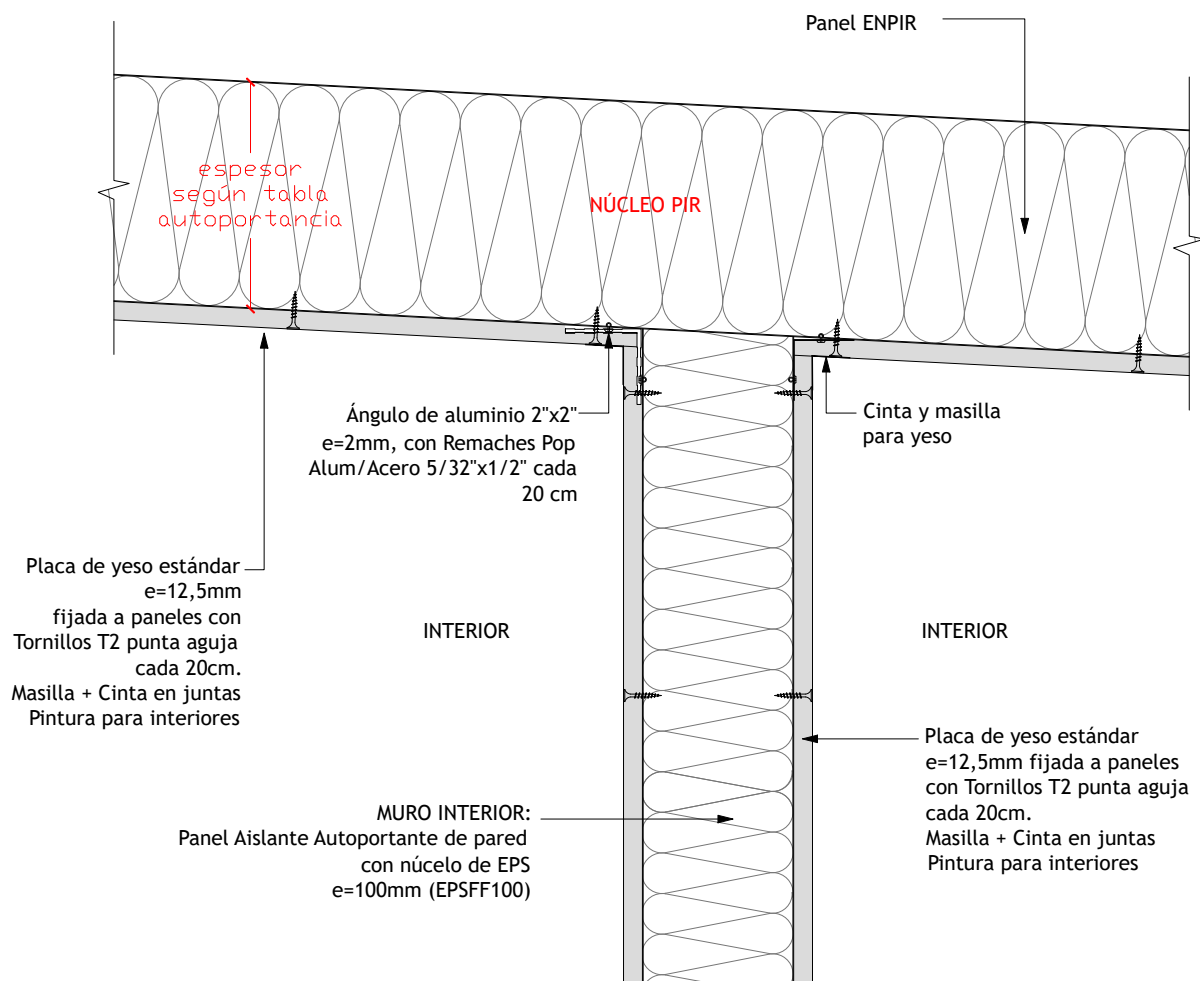 Panel ENPIR
espesor
según tabla
autoportancia
NÚCLEO PIR
Ángulo de aluminio 2"x2"
e=2mm, con Remaches Pop
Alum/Acero 5/32"x1/2" cada
20 cm
Cinta y masilla
para yeso
Placa de yeso estándar
e=12,5mm
fijada a paneles con
Tornillos T2 punta aguja
cada 20cm.
Masilla + Cinta en juntas
Pintura para interiores
INTERIOR
INTERIOR
Placa de yeso estándar
e=12,5mm fijada a paneles
con Tornillos T2 punta aguja
cada 20cm.
Masilla + Cinta en juntas
Pintura para interiores
MURO INTERIOR:
Panel Aislante Autoportante de pared
con núcelo de EPS
e=100mm (EPSFF100)